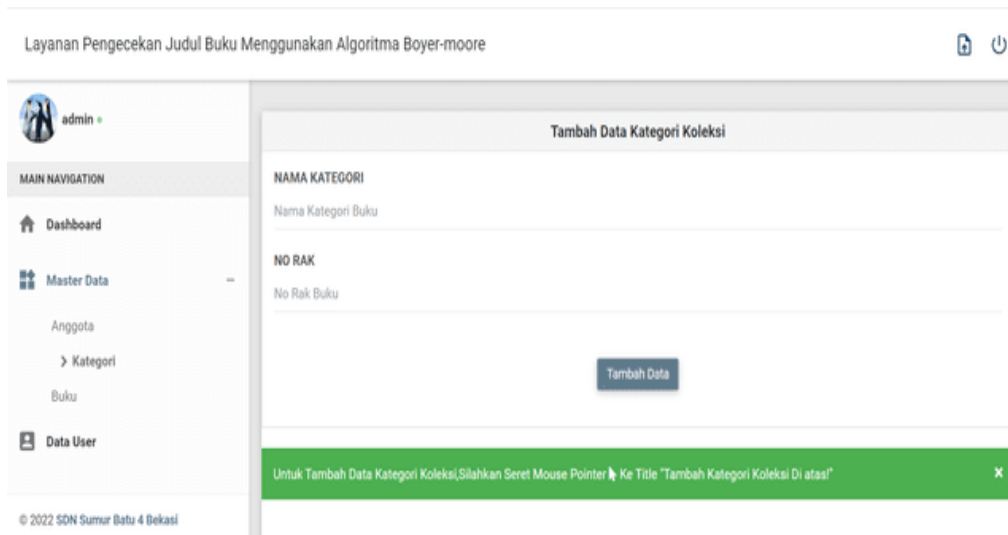 Layanan Pengecekan Judul Buku Menggunakan Algoritma Boyer-moore
admin
MAIN NAVIGATION
Dashboard
Master Data
Anggota
Kategori
Buku
Data User
© 2022 SDN Sumur Batu 4 Bekasi
Tambah Data Kategori Koleksi
NAMA KATEGORI
Nama Kategori Buku
NO RAK
No Rak Buku
Tambah Data
Untuk Tambah Data Kategori Koleksi,Silahkan Seret Mouse Pointer Ke Title "Tambah Kategori Koleksi Di atas!"